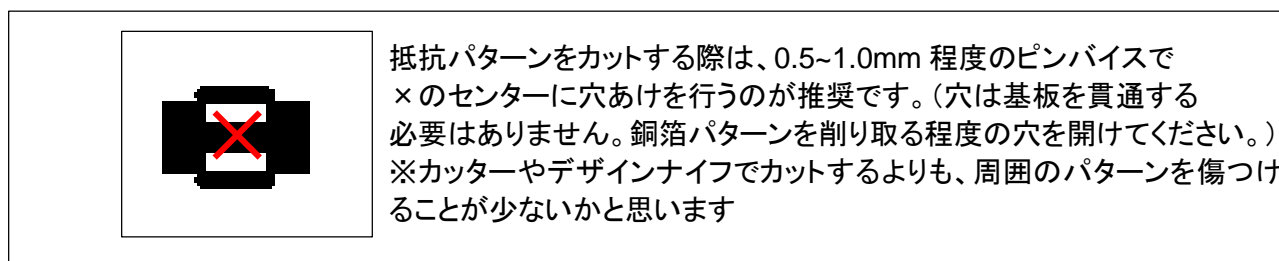 抵抗パターンをカットする際は、0.5~1.0mm 程度のピンバイスで
×のセンターに穴あけを行うのが推奨です。（穴は基板を貫通する
必要はありません。銅箔パターンを削り取る程度の穴を開けてください。）
※カッターやデザインナイフでカットするよりも、周囲のパターンを傷つけ
ることが少ないかと思います